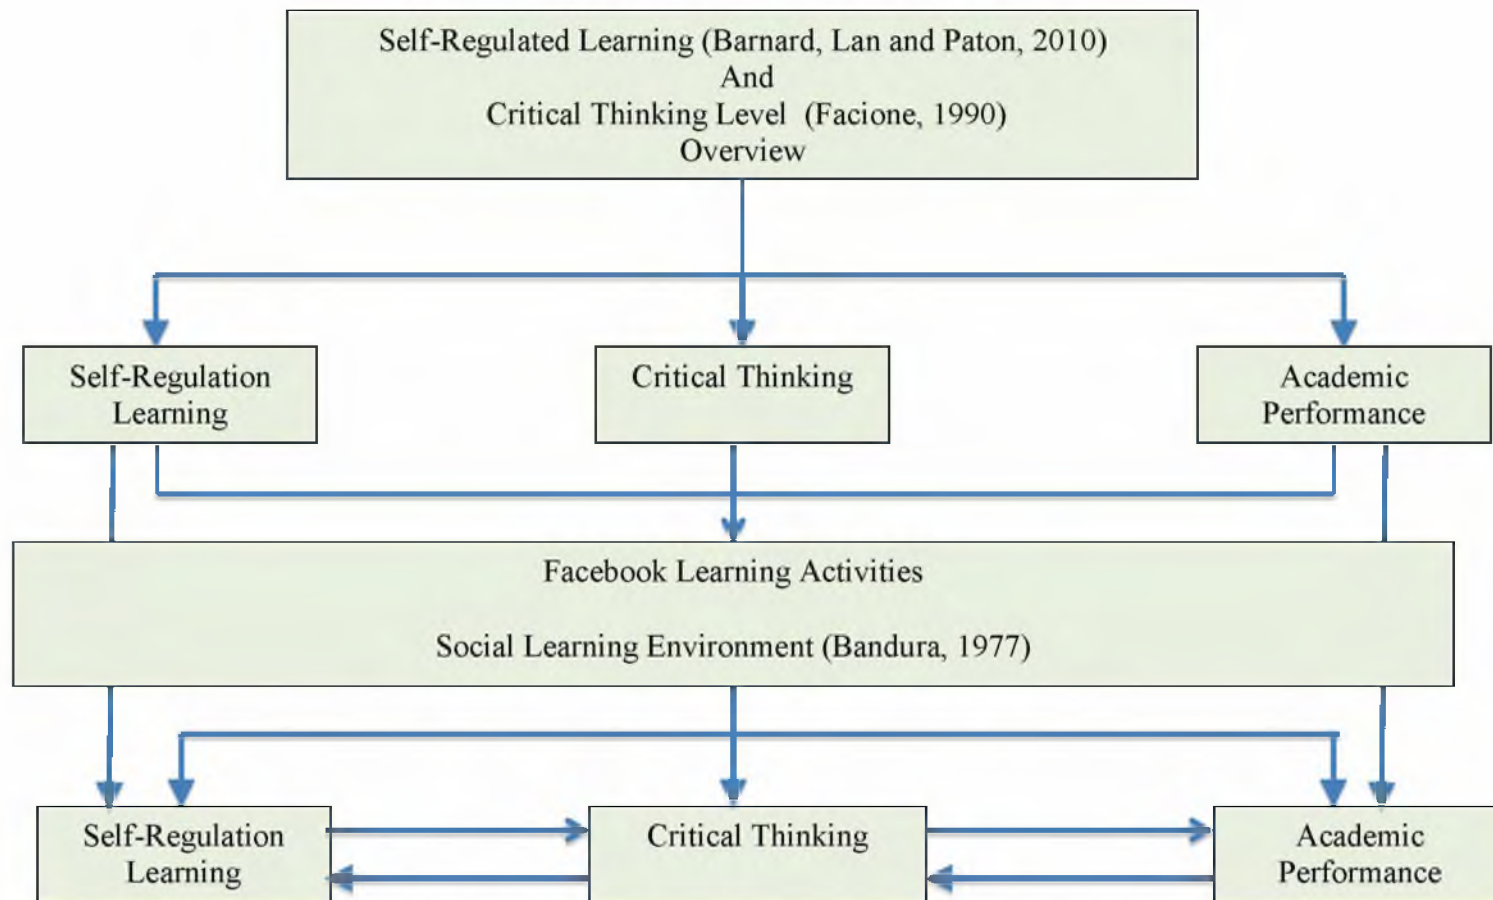 Self-Regulated Learning (Barnard, Lan and Paton, 2010)
And
Critical Thinking Level (Facione, 1990)
Overview
Self-Regulation
Learning
Critical Thinking
Academic
Performance
Facebook Learning Activities
Social Learning Environment (Bandura, 1977)
Self-Regulation
Learning
Critical Thinking
Academic
Performance